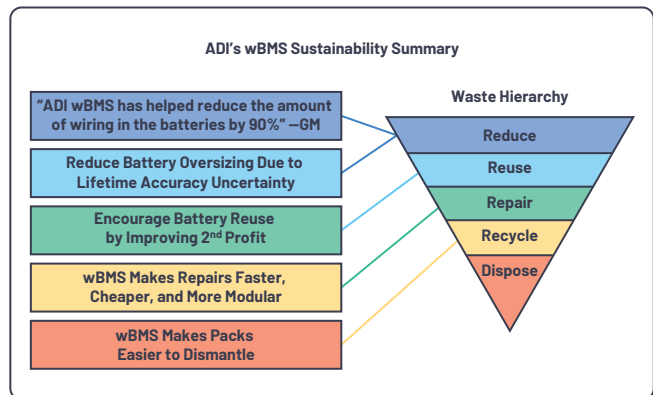 ADI's wBMS Sustainability Summary
“ADI wBMS has helped reduce the amount
of wiring in the batteries by 90%” —GM
Reduce Battery Oversizing Due to
Lifetime Accuracy Uncertainty
Encourage Battery Reuse
by Improving 2nd Profit
wBMS Makes Repairs Faster,
Cheaper, and More Modular
wBMS Makes Packs
Easier to Dismantle
Waste Hierarchy
Reduce
Reuse
Repair
Recycle
Dispose